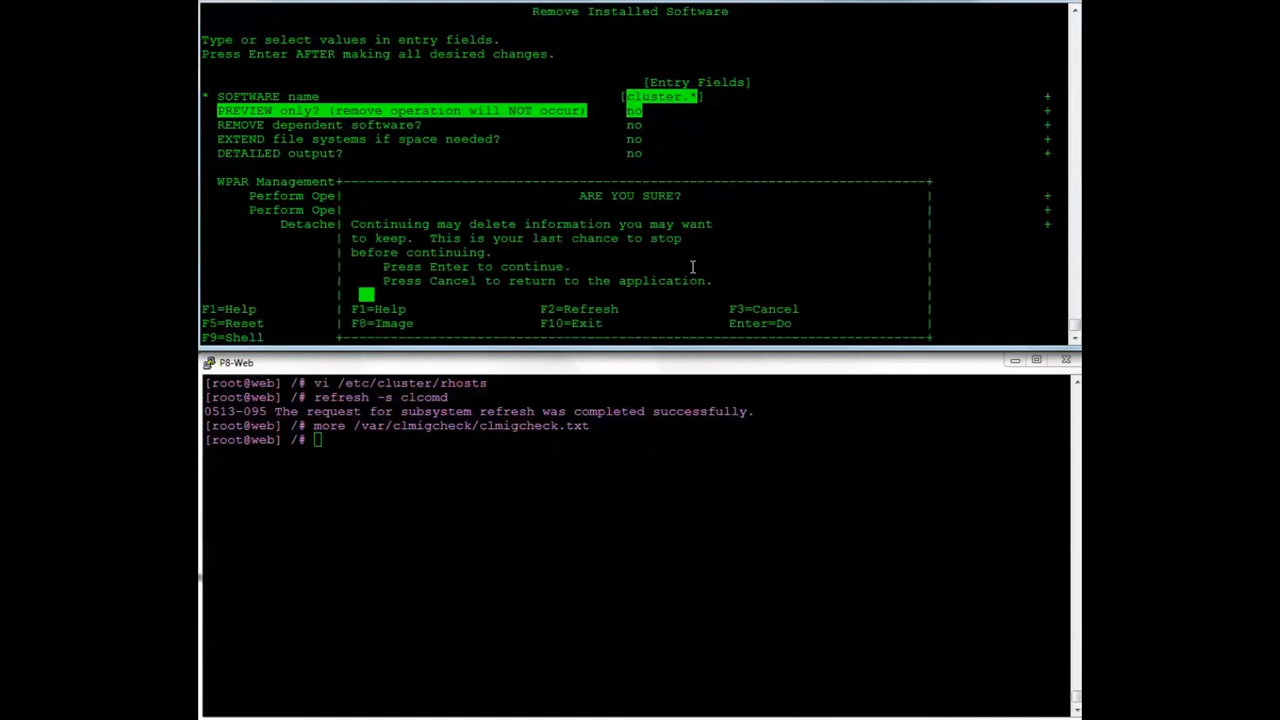 Remove Installed Software
Type or select values in entry fields.
Press Enter AFTER making all desired changes.
[Entry Fields]
* SOFTWARE name [cluster.*] +
PREVIEW only? (remove operation will NOT occur) no +
REMOVE dependent software? no +
EXTEND file systems if space needed? no +
DETAILED output? no +
WPAR Management
ARE YOU SURE?
Perform Ope +
Perform Ope +
Detache +
Continuing may delete information you may want
to keep. This is your last chance to stop
before continuing.
Press Enter to continue.
Press Cancel to return to the application.
F1=Help F1=Help F2=Refresh F3=Cancel
F5=Reset F8=Image F10=Exit Enter=Do
F9=Shell
P8-Web
[root@web] /# vi /etc/cluster/rhosts
[root@web] /# refresh -s clcomd
0513-095 The request for subsystem refresh was completed successfully.
[root@web] /# more /var/clmigcheck/clmigcheck.txt
[root@web] /#